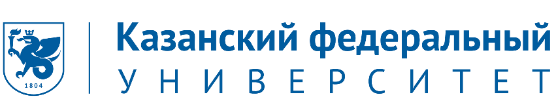 Казанский федеральный
УНИВЕРСИТЕТ
1804